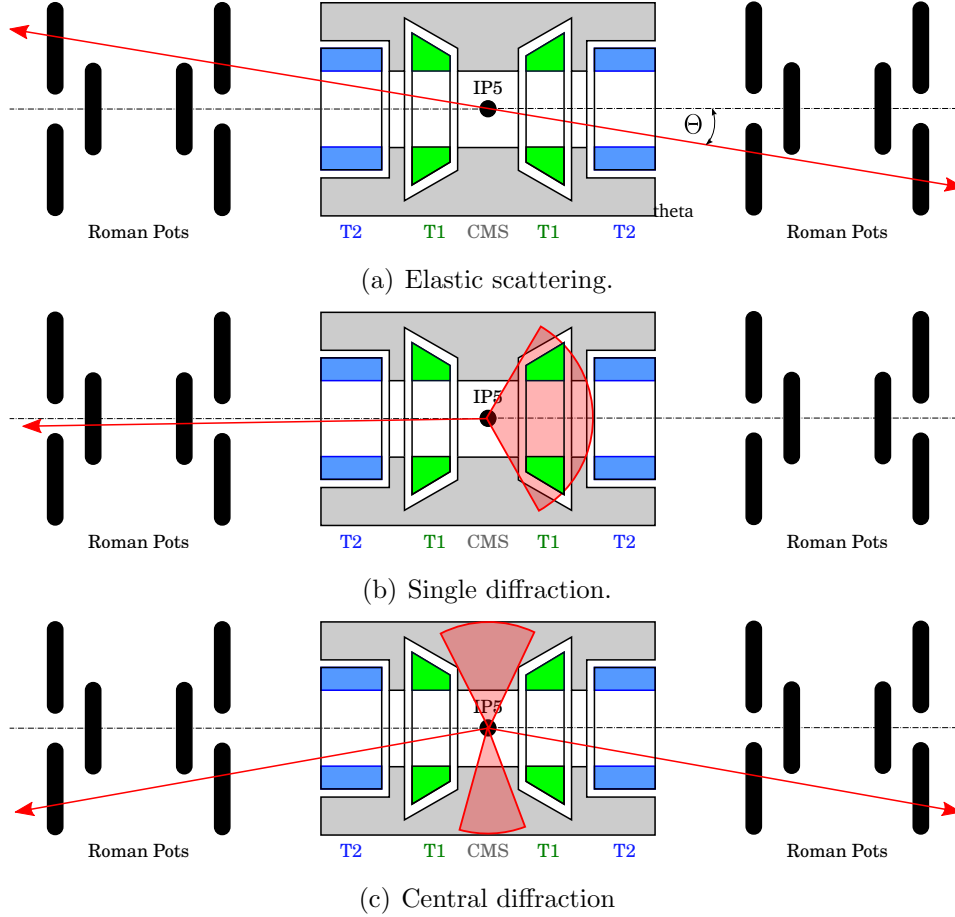 IP5
Θ
theta
T2 T1 CMS T1 T2
Roman Pots Roman Pots
(a) Elastic scattering.
IP5
T2 T1 CMS T1 T2
Roman Pots Roman Pots
(b) Single diffraction.
IP5
T2 T1 CMS T1 T2
Roman Pots Roman Pots
(c) Central diffraction